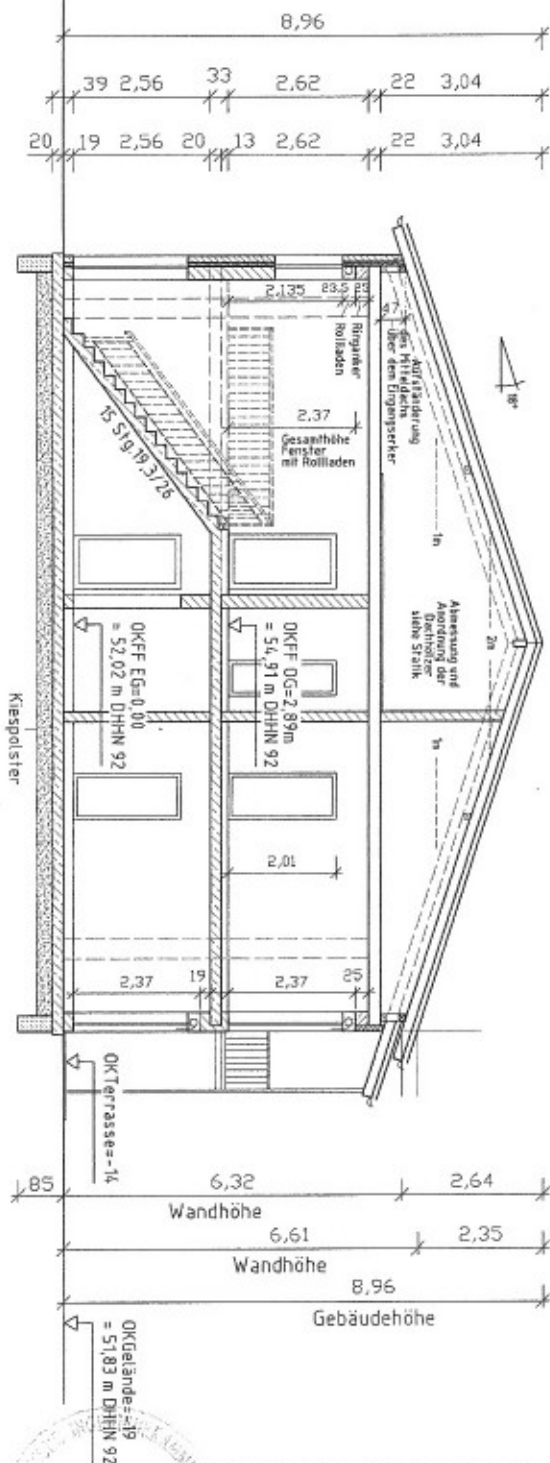 8,96
39 2,56 33 2,62 22 3,04
20 19 2,56 20 13 2,62 22 3,04
2,135 23,5 25
Ringanker
Rollladen
47
Aufständerung
des Mitteldachs
über dem Eingangserker
18°
2,37
Gesamthöhe
Fenster
mit Rollladen
15 Stg.19,3/26
1m
2m
1m
Abmessung und
Anordnung der
Dachhölzer
siehe Statik
OKFF OG=2,89m
= 54,91 m DHHN 92
OKFF EG=0,00
= 52,02 m DHHN 92
Kiespolster
2,01
2,37 19 2,37 25
OKTerrasse=-14
85 6,32 2,64
Wandhöhe
6,61 2,35
Wandhöhe
8,96
Gebäudehöhe
OKGelände=-19
= 51,83 m DHHN 92